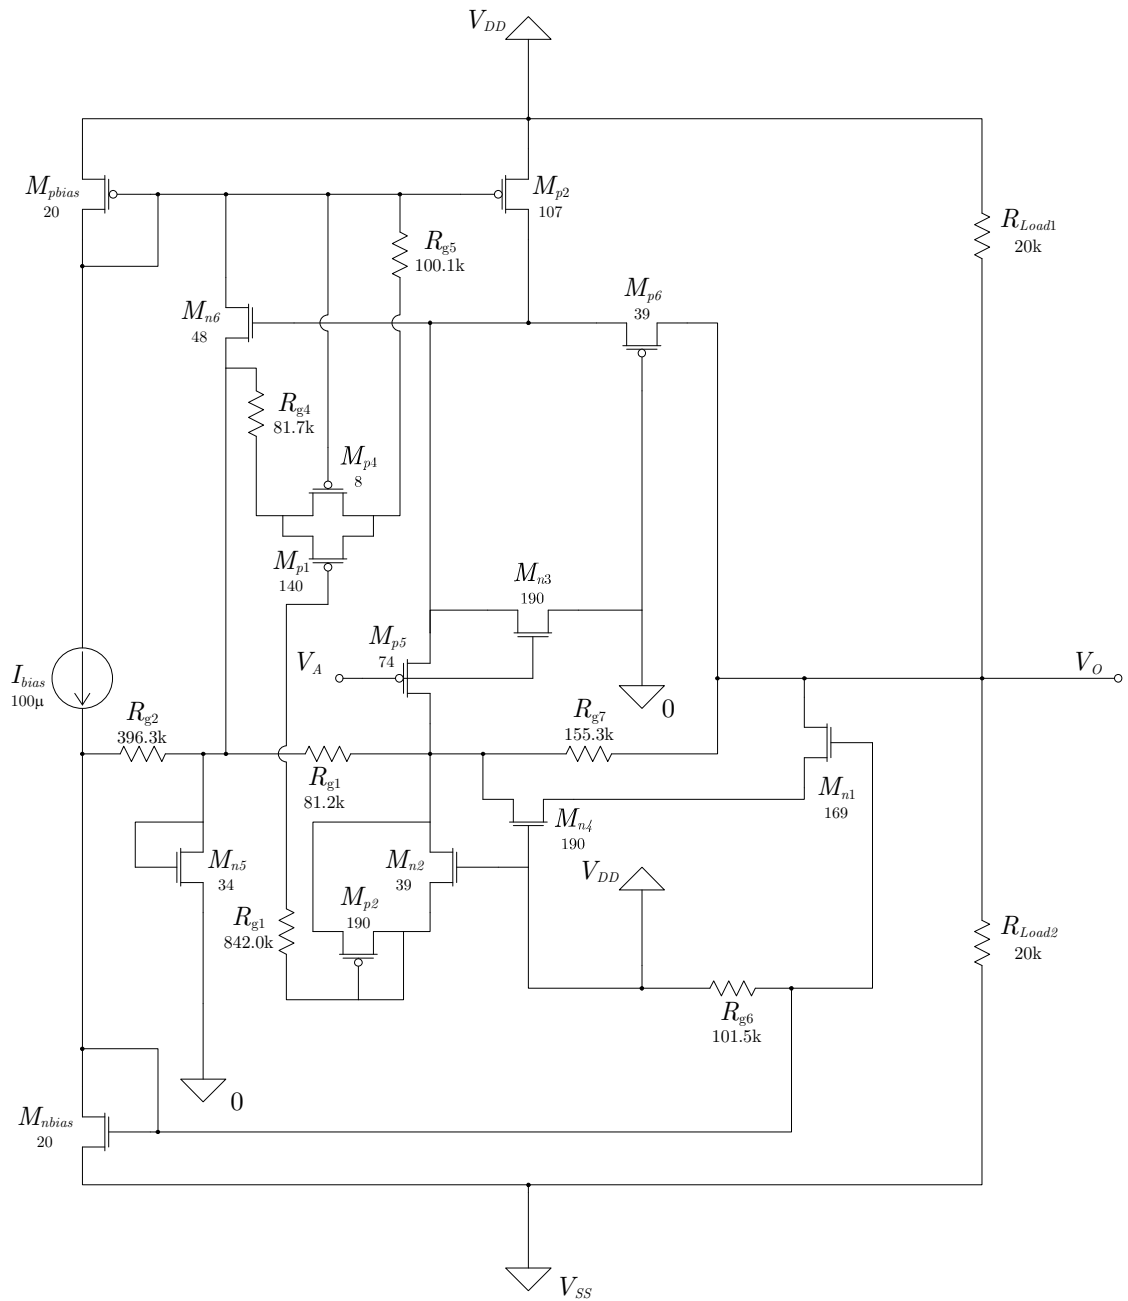 V_DD
M_pbias
20
M_p2
107
R_g5
100.1k
R_Load1
20k
M_p6
39
M_n6
48
R_g4
81.7k
M_p4
8
M_p1
140
M_n3
190
M_p5
74
V_A
V_O
I_bias
100µ
0
R_g2
396.3k
R_g7
155.3k
R_g1
81.2k
M_n1
169
M_n4
190
M_n5
34
M_n2
39
V_DD
M_p2
190
R_g1
842.0k
R_Load2
20k
R_g6
101.5k
0
M_nbias
20
V_SS